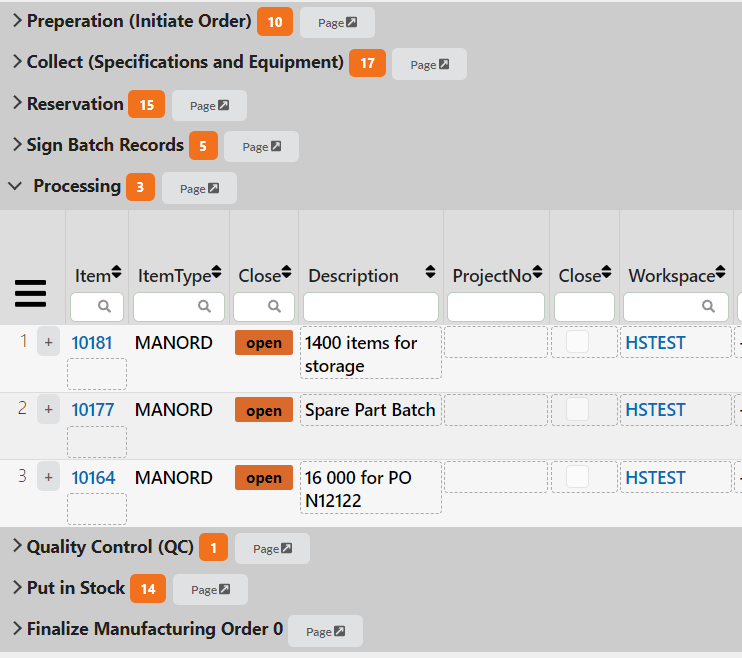 Preperation (Initiate Order) 10 Page
Collect (Specifications and Equipment) 17 Page
Reservation 15 Page
Sign Batch Records 5 Page
Processing 3 Page
Item ItemType Close Description ProjectNo Close Workspace
1 + 10181 MANORD open 1400 items for HSTEST
storage
2 + 10177 MANORD open Spare Part Batch HSTEST
3 + 10164 MANORD open 16 000 for PO HSTEST
N12122
Quality Control (QC) 1 Page
Put in Stock 14 Page
Finalize Manufacturing Order 0 Page